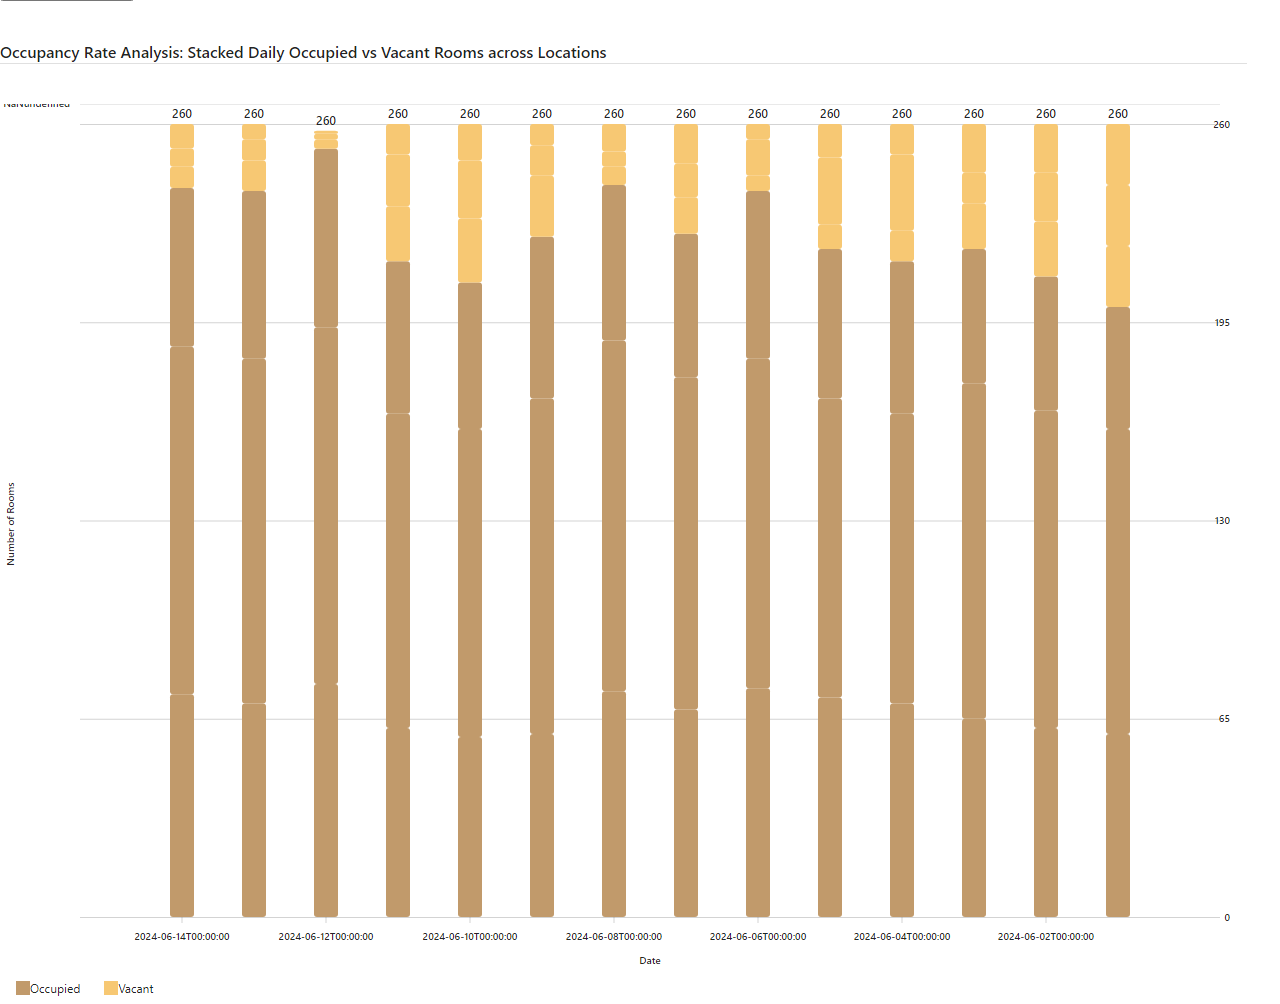 Occupancy Rate Analysis: Stacked Daily Occupied vs Vacant Rooms across Locations
NaNundefined
260 260 260 260 260 260 260 260 260 260 260 260 260 260
260
195
130
65
0
Number of Rooms
2024-06-14T00:00:00 2024-06-12T00:00:00 2024-06-10T00:00:00 2024-06-08T00:00:00 2024-06-06T00:00:00 2024-06-04T00:00:00 2024-06-02T00:00:00
Date
Occupied Vacant